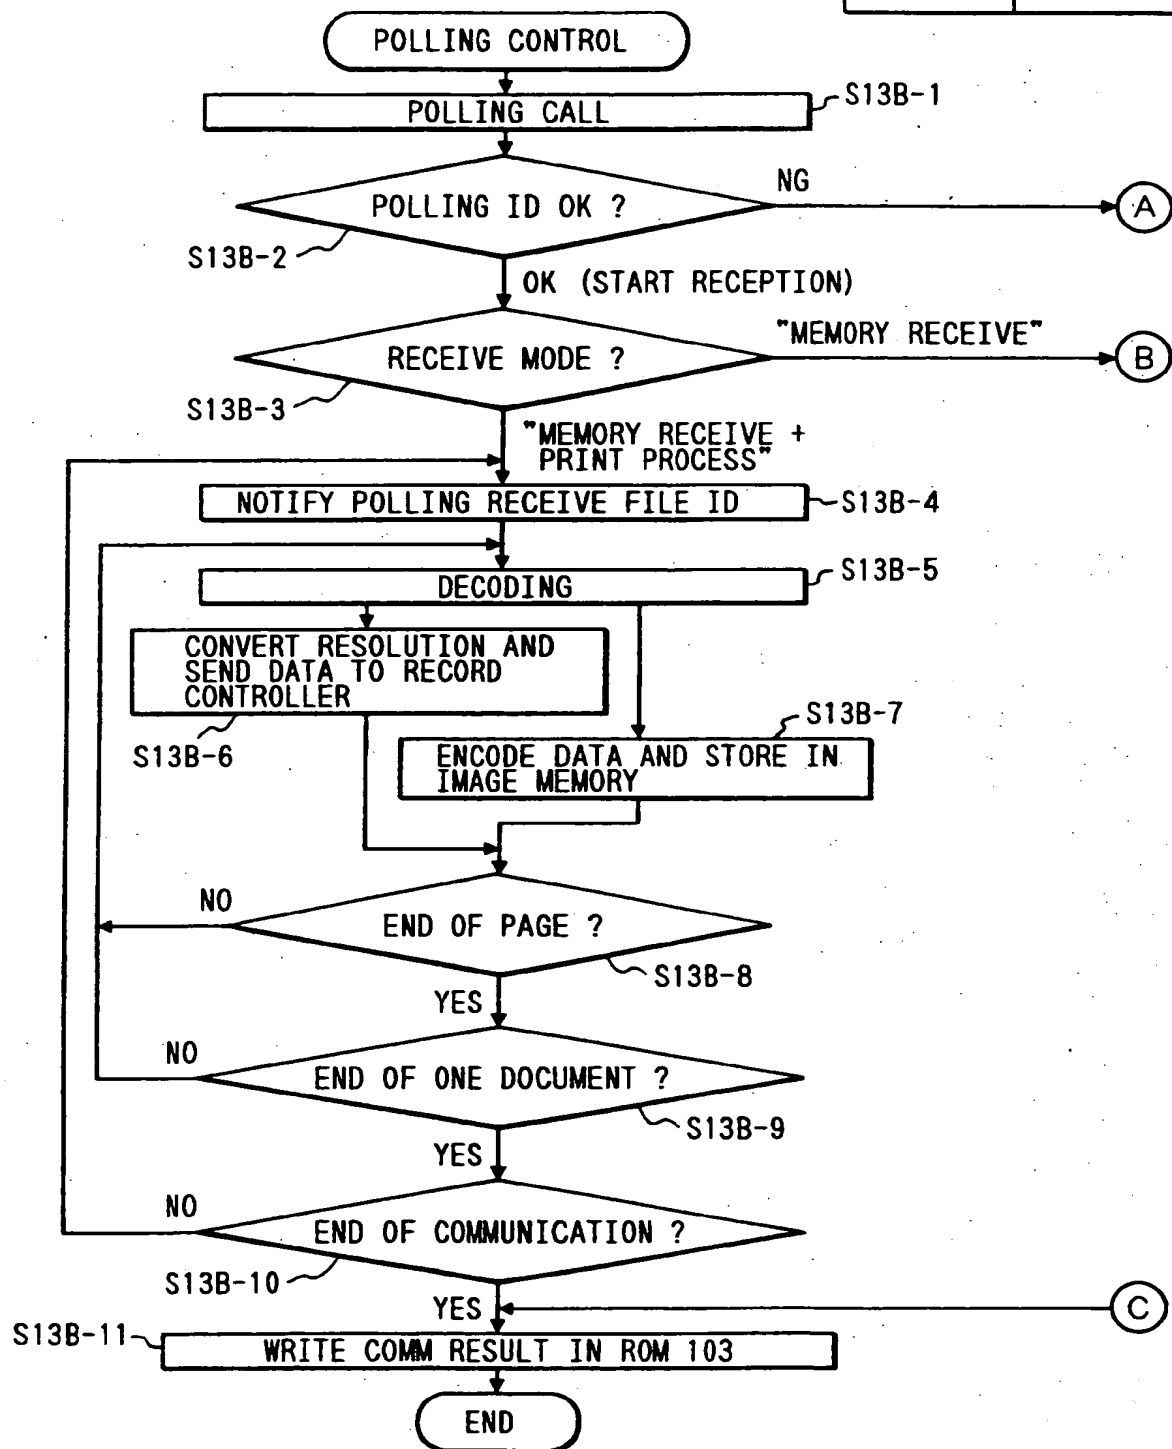 POLLING CONTROL
POLLING CALL
S13B-1
POLLING ID OK ?
NG
A
S13B-2
OK (START RECEPTION)
RECEIVE MODE ?
"MEMORY RECEIVE"
B
S13B-3
"MEMORY RECEIVE +
PRINT PROCESS"
NOTIFY POLLING RECEIVE FILE ID
S13B-4
DECODING
S13B-5
CONVERT RESOLUTION AND
SEND DATA TO RECORD
CONTROLLER
S13B-6
S13B-7
ENCODE DATA AND STORE IN
IMAGE MEMORY
NO
END OF PAGE ?
S13B-8
YES
NO
END OF ONE DOCUMENT ?
S13B-9
YES
NO
END OF COMMUNICATION ?
S13B-10
YES
C
S13B-11
WRITE COMM RESULT IN ROM 103
END